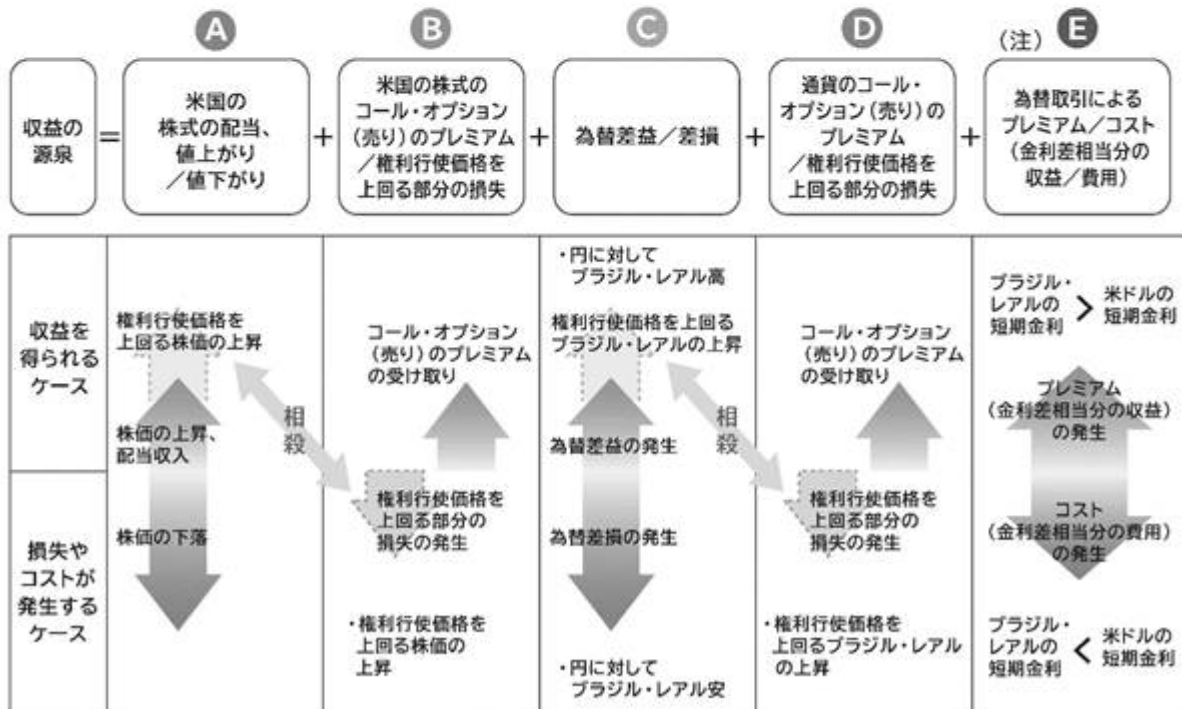 A
B
C
D
(注) E
収益の
源泉
=
米国の
株式の配当、
値上がり
／値下がり
+
米国の株式の
コール・オプション
(売り)のプレミアム
／権利行使価格を
上回る部分の損失
+
為替差益／差損
+
通貨のコール・
オプション(売り)の
プレミアム
／権利行使価格を
上回る部分の損失
+
為替取引による
プレミアム／コスト
(金利差相当分の
収益／費用)
収益を
得られる
ケース
権利行使価格を
上回る株価の上昇
株価の上昇、
配当収入
相殺
コール・オプション
(売り)のプレミアム
の受け取り
・円に対して
ブラジル・レアル高
権利行使価格を上回る
ブラジル・レアルの上昇
為替差益の発生
相殺
コール・オプション
(売り)のプレミアム
の受け取り
ブラジル・
レアルの
短期金利
>
米ドルの
短期金利
プレミアム
(金利差相当分の収益)
の発生
損失や
コストが
発生する
ケース
株価の下落
権利行使価格を
上回る部分の
損失の発生
・権利行使価格を
上回る株価の
上昇
為替差損の発生
・円に対して
ブラジル・レアル安
権利行使価格を
上回る部分の
損失の発生
・権利行使価格を
上回るブラジル・レアル
の上昇
コスト
(金利差相当分の費用)
の発生
ブラジル・
レアルの
短期金利
<
米ドルの
短期金利